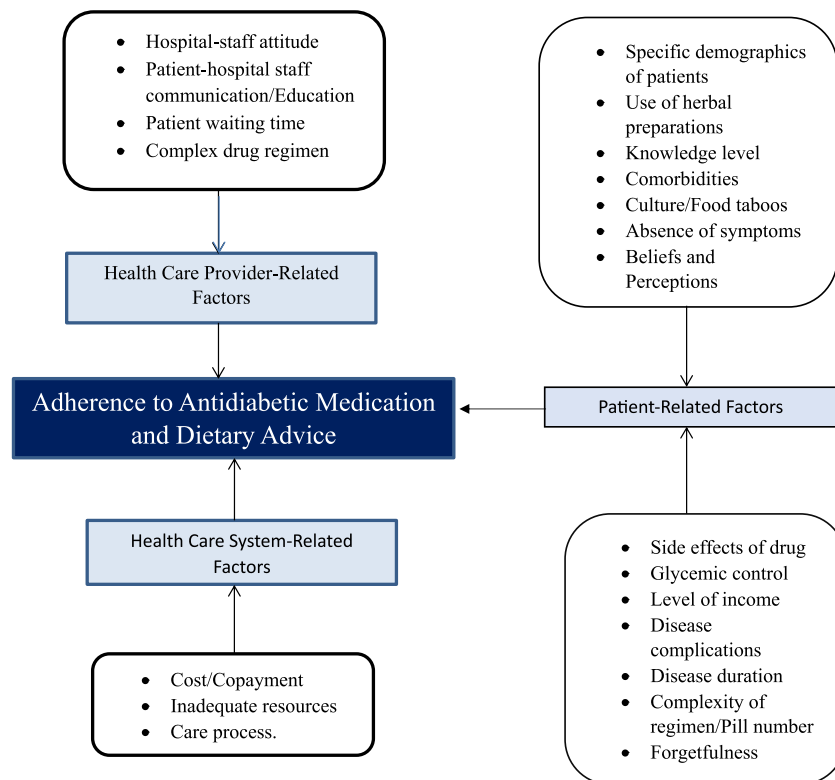 • Hospital-staff attitude
• Patient-hospital staff
communication/Education
• Patient waiting time
• Complex drug regimen
Health Care Provider-Related
Factors
Adherence to Antidiabetic Medication
and Dietary Advice
Health Care System-Related
Factors
• Cost/Copayment
• Inadequate resources
• Care process.
• Specific demographics
of patients
• Use of herbal
preparations
• Knowledge level
• Comorbidities
• Culture/Food taboos
• Absence of symptoms
• Beliefs and
Perceptions
Patient-Related Factors
• Side effects of drug
• Glycemic control
• Level of income
• Disease
complications
• Disease duration
• Complexity of
regimen/Pill number
• Forgetfulness